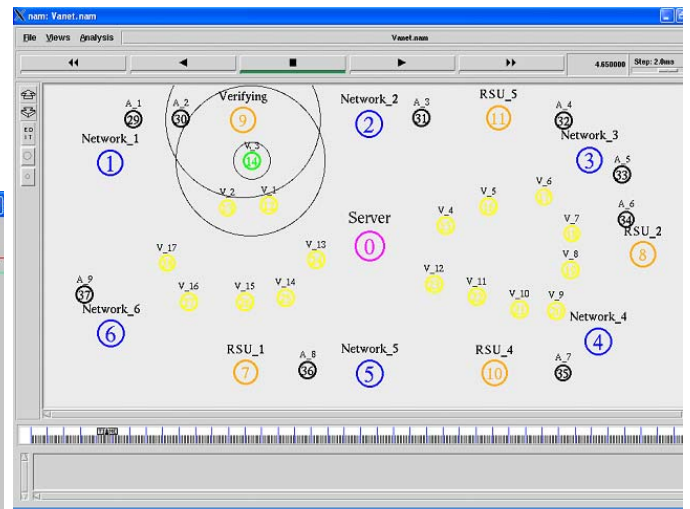 nam: Vanet.nam
File Views Analysis Vanet.nam
4.650000 Step: 2.0ms
Verifying
9
A_1
29
A_2
30
Network_1
1
Network_2
2
A_3
31
RSU_5
11
A_4
32
Network_3
3
A_5
33
A_6
34
RSU_2
8
V_3
14
V_2
V_1
V_4
V_5
V_6
V_7
V_8
Server
0
V_17
V_13
V_16
V_15
V_14
V_12
V_11
V_10
V_9
A_9
37
Network_6
6
Network_4
4
RSU_1
7
A_8
36
Network_5
5
RSU_4
10
A_7
35